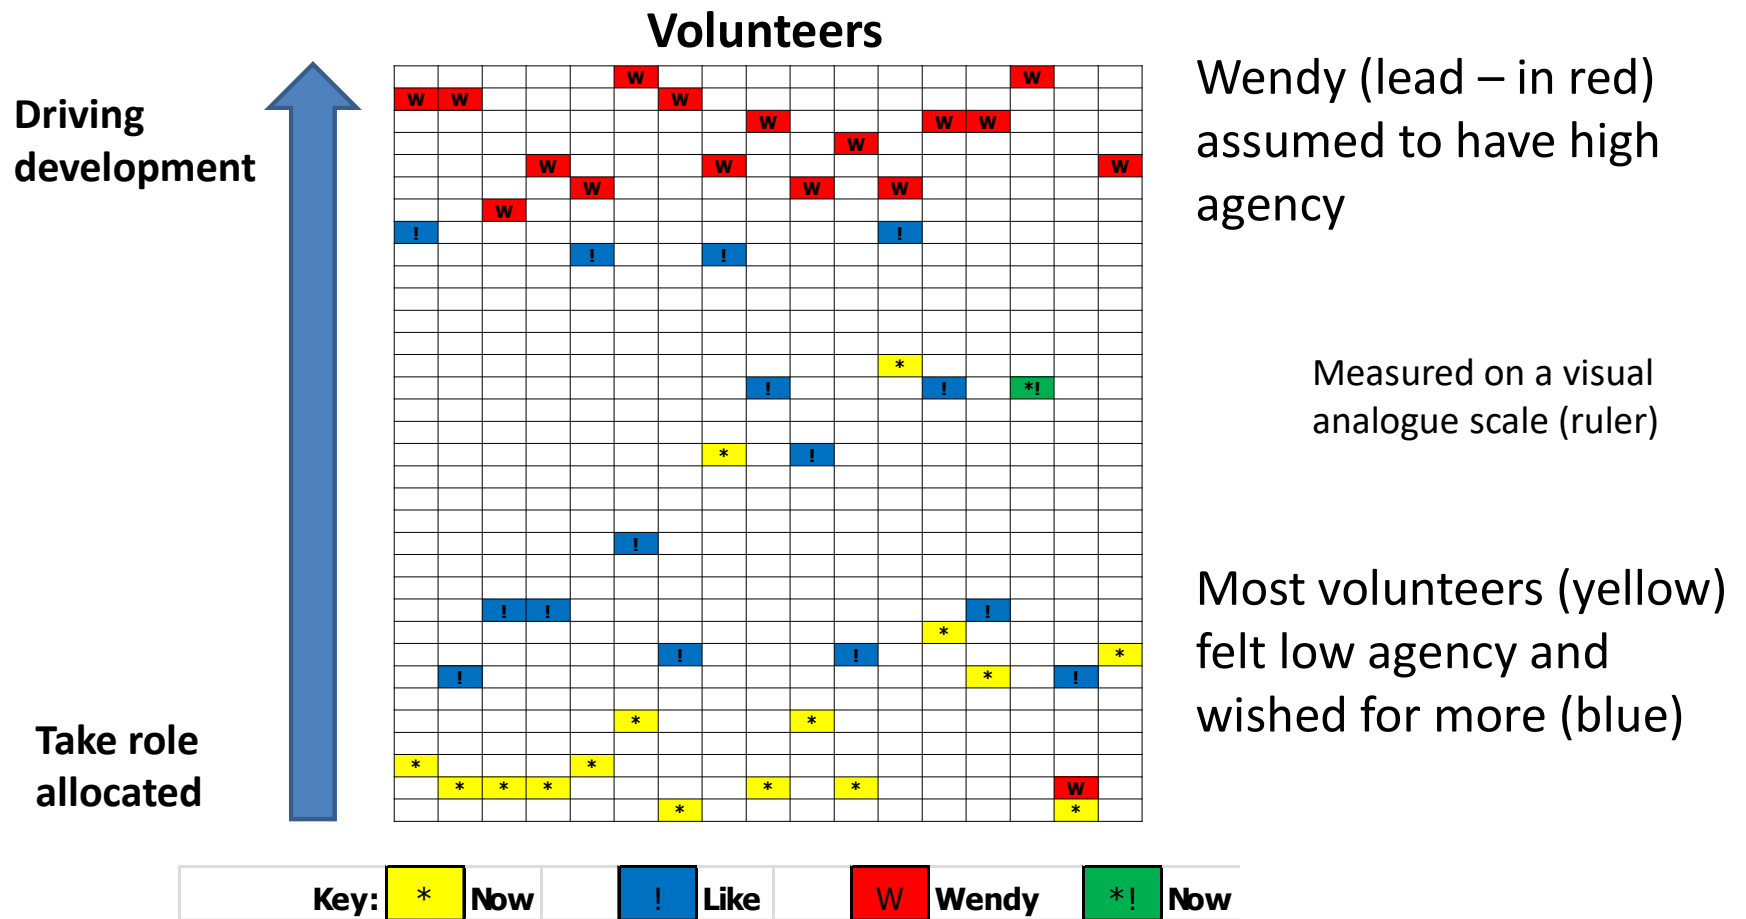 Volunteers
Driving
development
W W
W W W
W W W
W
W W W
W W W
W
! !
! !
*
! ! *!
* !
!
! ! !
*
! ! *
! * !
* *
* *
* * * * * W
* *
Take role
allocated
Wendy (lead – in red)
assumed to have high
agency
Measured on a visual
analogue scale (ruler)
Most volunteers (yellow)
felt low agency and
wished for more (blue)
Key: * Now ! Like W Wendy *! Now